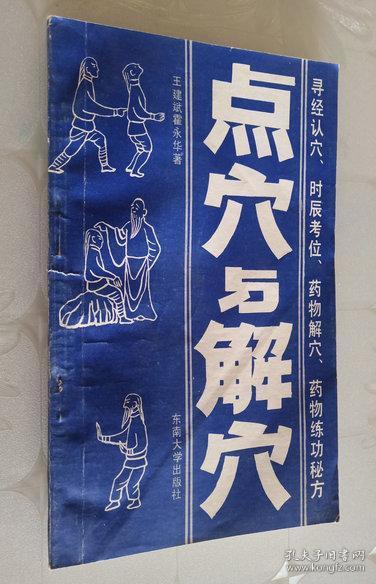 寻经认穴、时辰考位、药物解穴、药物练功秘方
点穴与解穴
王建斌霍永华著
东南大学出版社
孔夫子旧书网
kongfz.com